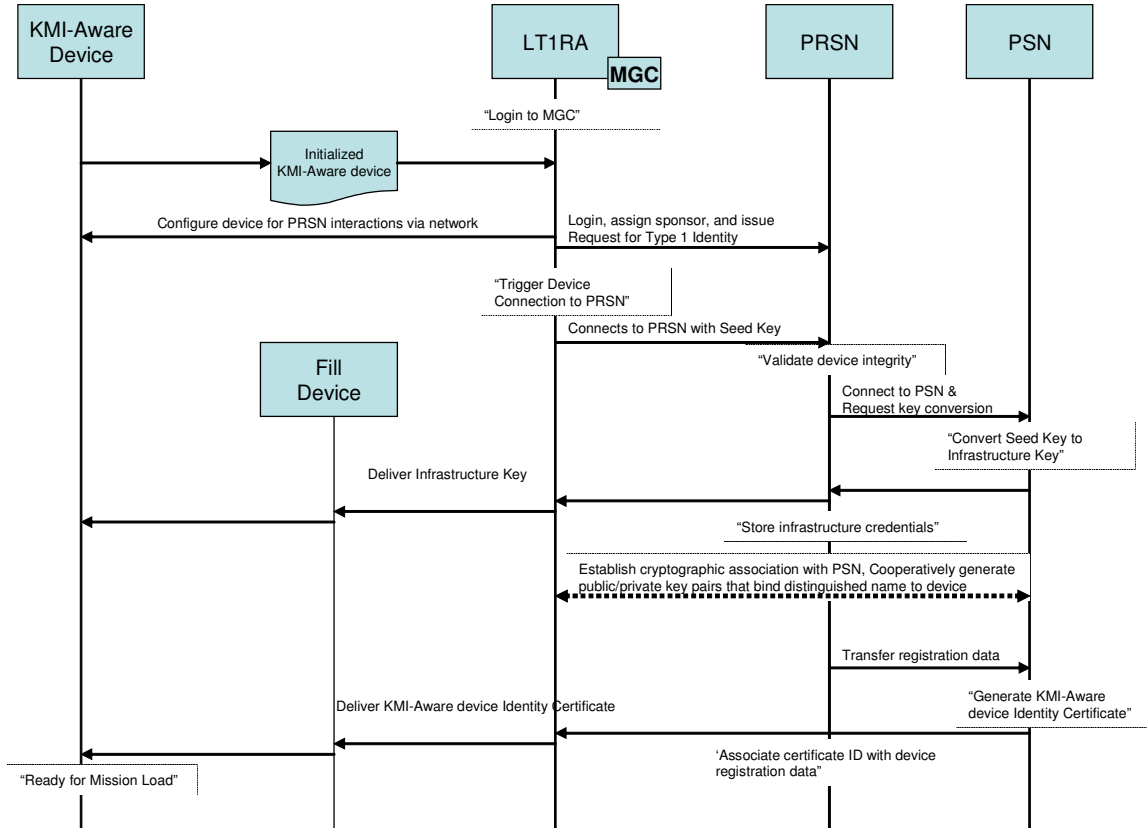 KMI-Aware
Device
LT1RA
MGC
PRSN
PSN
“Login to MGC”
Initialized
KMI-Aware device
Configure device for PRSN interactions via network
Login, assign sponsor, and issue
Request for Type 1 Identity
“Trigger Device
Connection to PRSN”
Connects to PRSN with Seed Key
“Validate device integrity”
Fill
Device
Connect to PSN &
Request key conversion
“Convert Seed Key to
Infrastructure Key”
Deliver Infrastructure Key
“Store infrastructure credentials”
Establish cryptographic association with PSN, Cooperatively generate
public/private key pairs that bind distinguished name to device
Transfer registration data
“Generate KMI-Aware
device Identity Certificate”
Deliver KMI-Aware device Identity Certificate
‘Associate certificate ID with device
registration data”
“Ready for Mission Load”